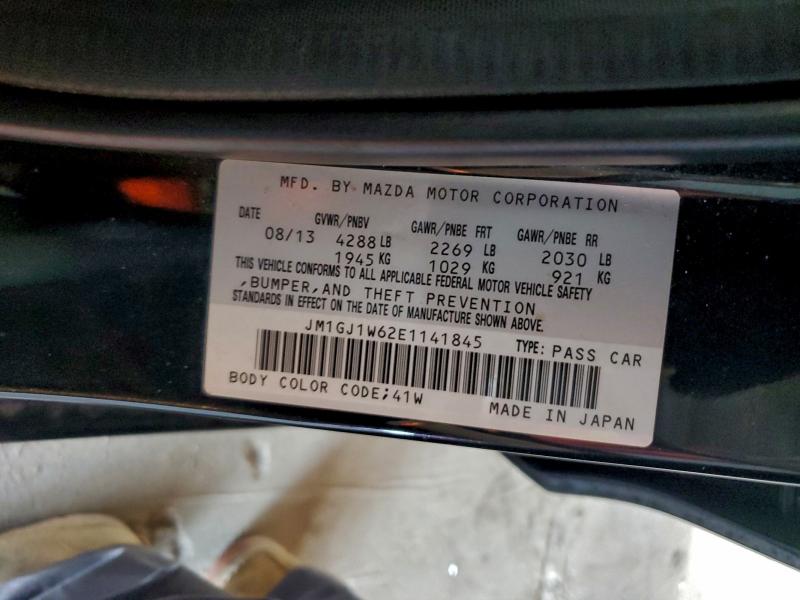 MFD. BY MAZDA MOTOR CORPORATION
DATE GVWR/PNBV GAWR/PNBE FRT GAWR/PNBE RR
08/13 4288 LB 2269 LB 2030 LB
1945 KG 1029 KG 921 KG
THIS VEHICLE CONFORMS TO ALL APPLICABLE FEDERAL MOTOR VEHICLE SAFETY
,BUMPER,AND THEFT PREVENTION
STANDARDS IN EFFECT ON THE DATE OF MANUFACTURE SHOWN ABOVE.
JM1GJ1W62E1141845 TYPE: PASS CAR
BODY COLOR CODE;41W
MADE IN JAPAN